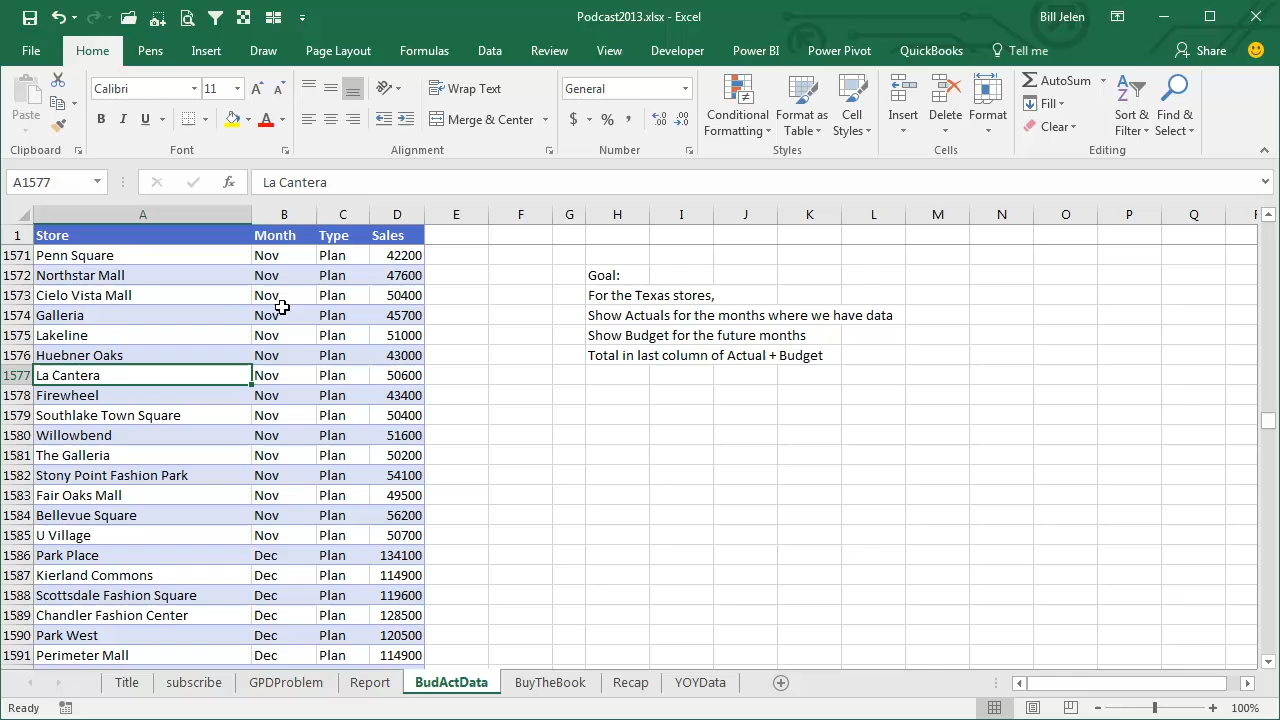 Podcast2013.xlsx - Excel
Bill Jelen
File Home Pens Insert Draw Page Layout Formulas Data Review View Developer Power BI Power Pivot QuickBooks Tell me Share
Paste
Calibri 11
B I U
A
Wrap Text
Merge & Center
General
$ % ,
Conditional Formatting
Format as Table
Cell Styles
Insert Delete Format
AutoSum
Fill
Clear
Sort & Filter
Find & Select
Clipboard Font Alignment Number Styles Cells Editing
A1577 fx La Cantera
A B C D E F G H I J K L M N O P Q
1 Store Month Type Sales
1571 Penn Square Nov Plan 42200
1572 Northstar Mall Nov Plan 47600 Goal:
1573 Cielo Vista Mall Nov Plan 50400 For the Texas stores,
1574 Galleria Nov Plan 45700 Show Actuals for the months where we have data
1575 Lakeline Nov Plan 51000 Show Budget for the future months
1576 Huebner Oaks Nov Plan 43000 Total in last column of Actual + Budget
1577 La Cantera Nov Plan 50600
1578 Firewheel Nov Plan 43400
1579 Southlake Town Square Nov Plan 50400
1580 Willowbend Nov Plan 51600
1581 The Galleria Nov Plan 50200
1582 Stony Point Fashion Park Nov Plan 54100
1583 Fair Oaks Mall Nov Plan 49500
1584 Bellevue Square Nov Plan 56200
1585 U Village Nov Plan 50700
1586 Park Place Dec Plan 134100
1587 Kierland Commons Dec Plan 114900
1588 Scottsdale Fashion Square Dec Plan 119600
1589 Chandler Fashion Center Dec Plan 128500
1590 Park West Dec Plan 120500
1591 Perimeter Mall Dec Plan 114900
Title subscribe GPDProblem Report BudActData BuyTheBook Recap YOYData
Ready 100%